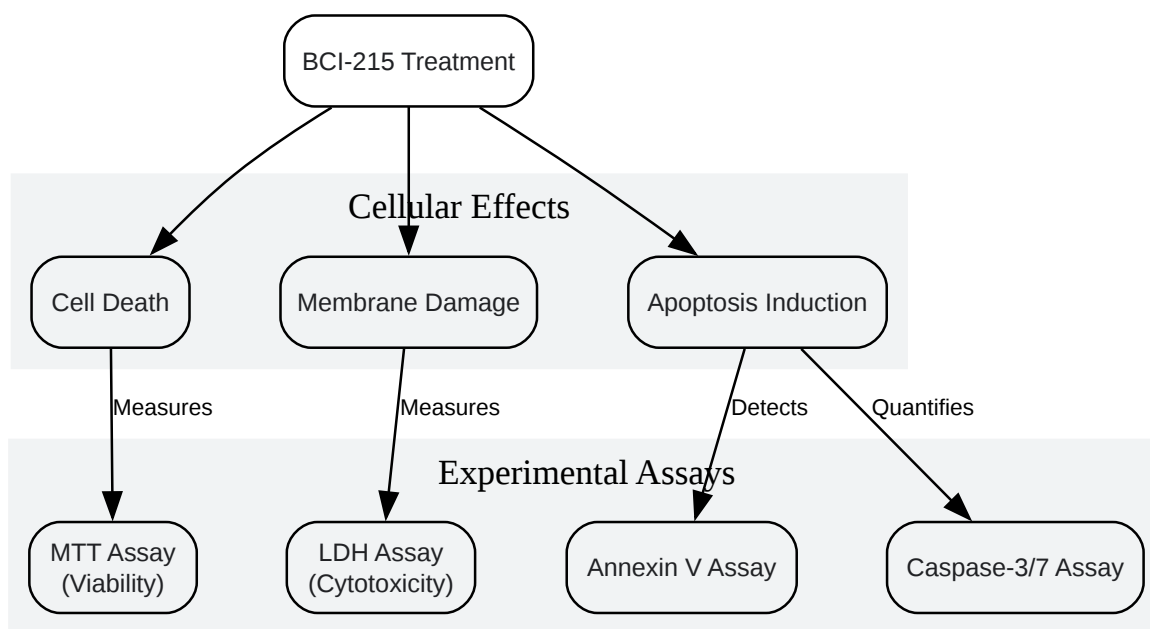 BCI-215 Treatment
Cellular Effects
Cell Death
Membrane Damage
Apoptosis Induction
Measures
Measures
Detects
Quantifies
Experimental Assays
MTT Assay
(Viability)
LDH Assay
(Cytotoxicity)
Annexin V Assay
Caspase-3/7 Assay